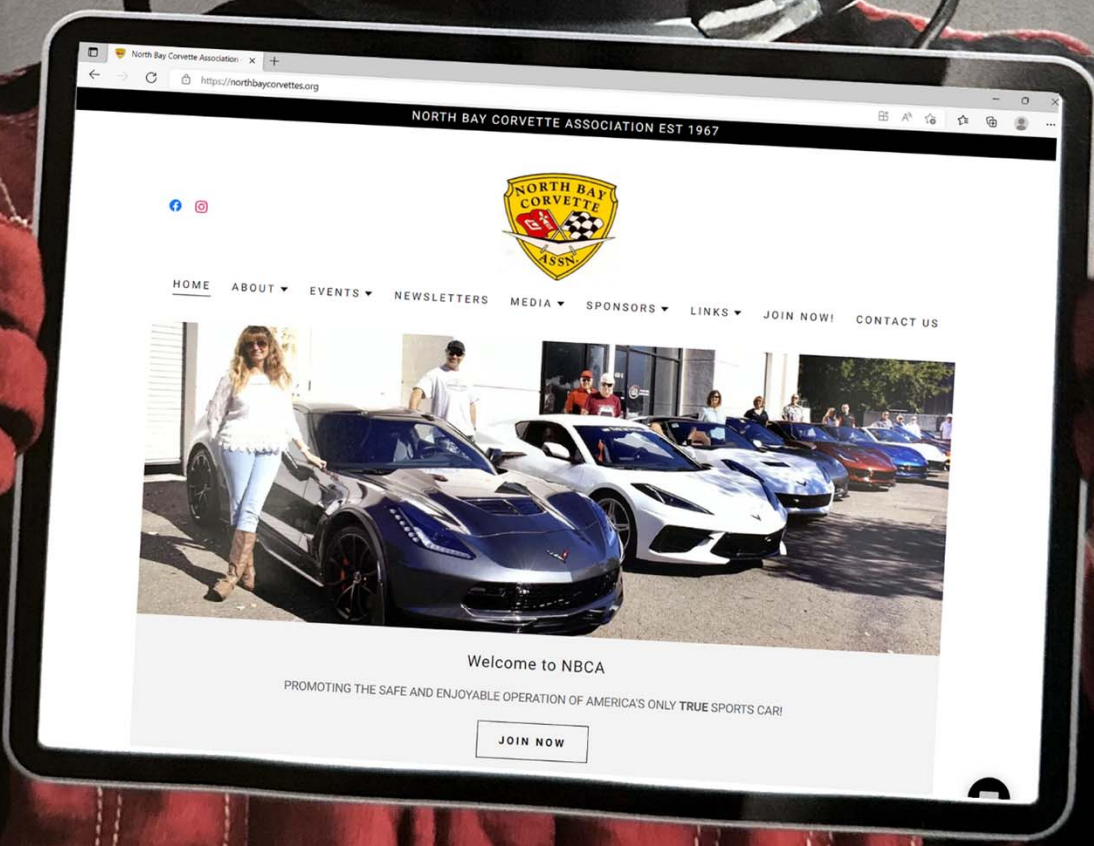 North Bay Corvette Association
https://northbaycorvettes.org
NORTH BAY CORVETTE ASSOCIATION EST 1967
NORTH BAY
CORVETTE
ASSN.
HOME ABOUT EVENTS NEWSLETTERS MEDIA SPONSORS LINKS JOIN NOW! CONTACT US
Welcome to NBCA
PROMOTING THE SAFE AND ENJOYABLE OPERATION OF AMERICA'S ONLY TRUE SPORTS CAR!
JOIN NOW